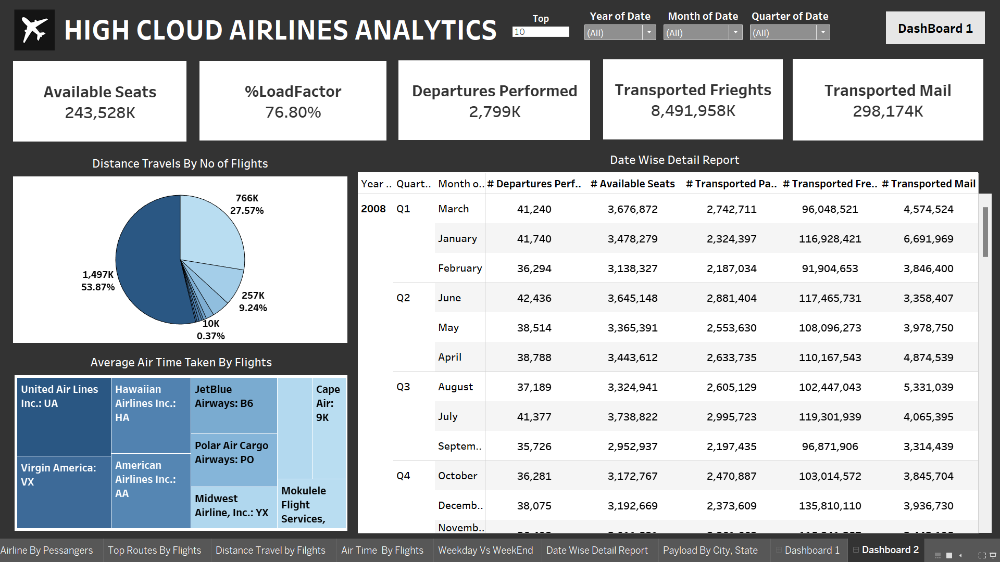 HIGH CLOUD AIRLINES ANALYTICS
Top
10
Year of Date
(All)
Month of Date
(All)
Quarter of Date
(All)
DashBoard 1
Available Seats
243,528K
%LoadFactor
76.80%
Departures Performed
2,799K
Transported Frieghts
8,491,958K
Transported Mail
298,174K
Distance Travels By No of Flights
766K
27.57%
1,497K
53.87%
257K
9.24%
10K
0.37%
Average Air Time Taken By Flights
United Air Lines
Inc.: UA
Virgin America:
VX
Hawaiian
Airlines Inc.:
HA
American
Airlines Inc.:
AA
JetBlue
Airways: B6
Polar Air Cargo
Airways: PO
Midwest
Airline, Inc.: YX
Cape
Air:
9K
Mokulele
Flight
Services,
Date Wise Detail Report
Year .. Quart.. Month o.. # Departures Perf.. # Available Seats # Transported Pa.. # Transported Fre.. # Transported Mail
2008 Q1 March 41,240 3,676,872 2,742,711 96,048,521 4,574,524
January 41,740 3,478,279 2,324,397 116,928,421 6,691,969
February 36,294 3,138,327 2,187,034 91,904,653 3,846,400
Q2 June 42,436 3,645,148 2,881,404 117,465,731 3,358,407
May 38,514 3,365,391 2,553,630 108,096,273 3,978,750
April 38,788 3,443,612 2,633,735 110,167,543 4,874,539
Q3 August 37,189 3,324,941 2,605,129 102,447,043 5,331,039
July 41,377 3,738,822 2,995,723 119,301,939 4,065,395
Septem.. 35,726 2,952,937 2,197,435 96,871,906 3,314,439
Q4 October 36,281 3,172,767 2,470,887 103,014,572 3,845,704
Decemb.. 38,075 3,192,669 2,373,609 135,810,110 3,936,730
Novemb..
Airline By Pessangers
Top Routes By Flights
Distance Travel by Filghts
Air Time By Flights
Weekday Vs WeekEnd
Date Wise Detail Report
Payload By City, State
Dashboard 1
Dashboard 2